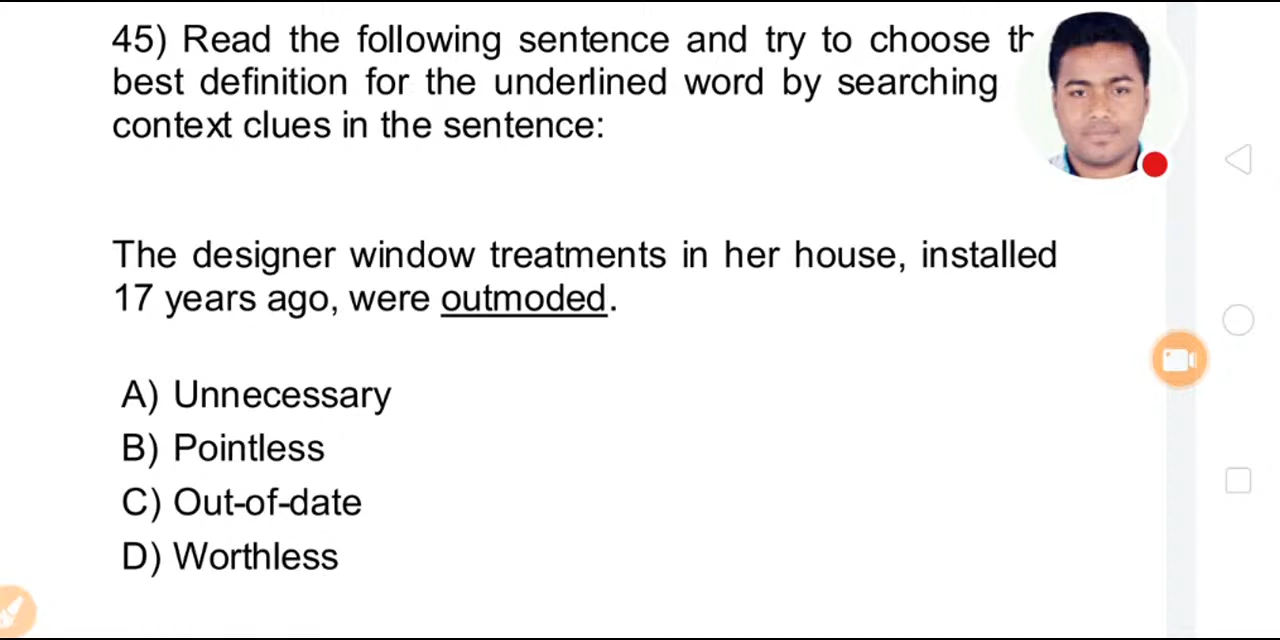 45) Read the following sentence and try to choose
best definition for the underlined word by searching
context clues in the sentence:
The designer window treatments in her house, installed
17 years ago, were outmoded.
A) Unnecessary
B) Pointless
C) Out-of-date
D) Worthless